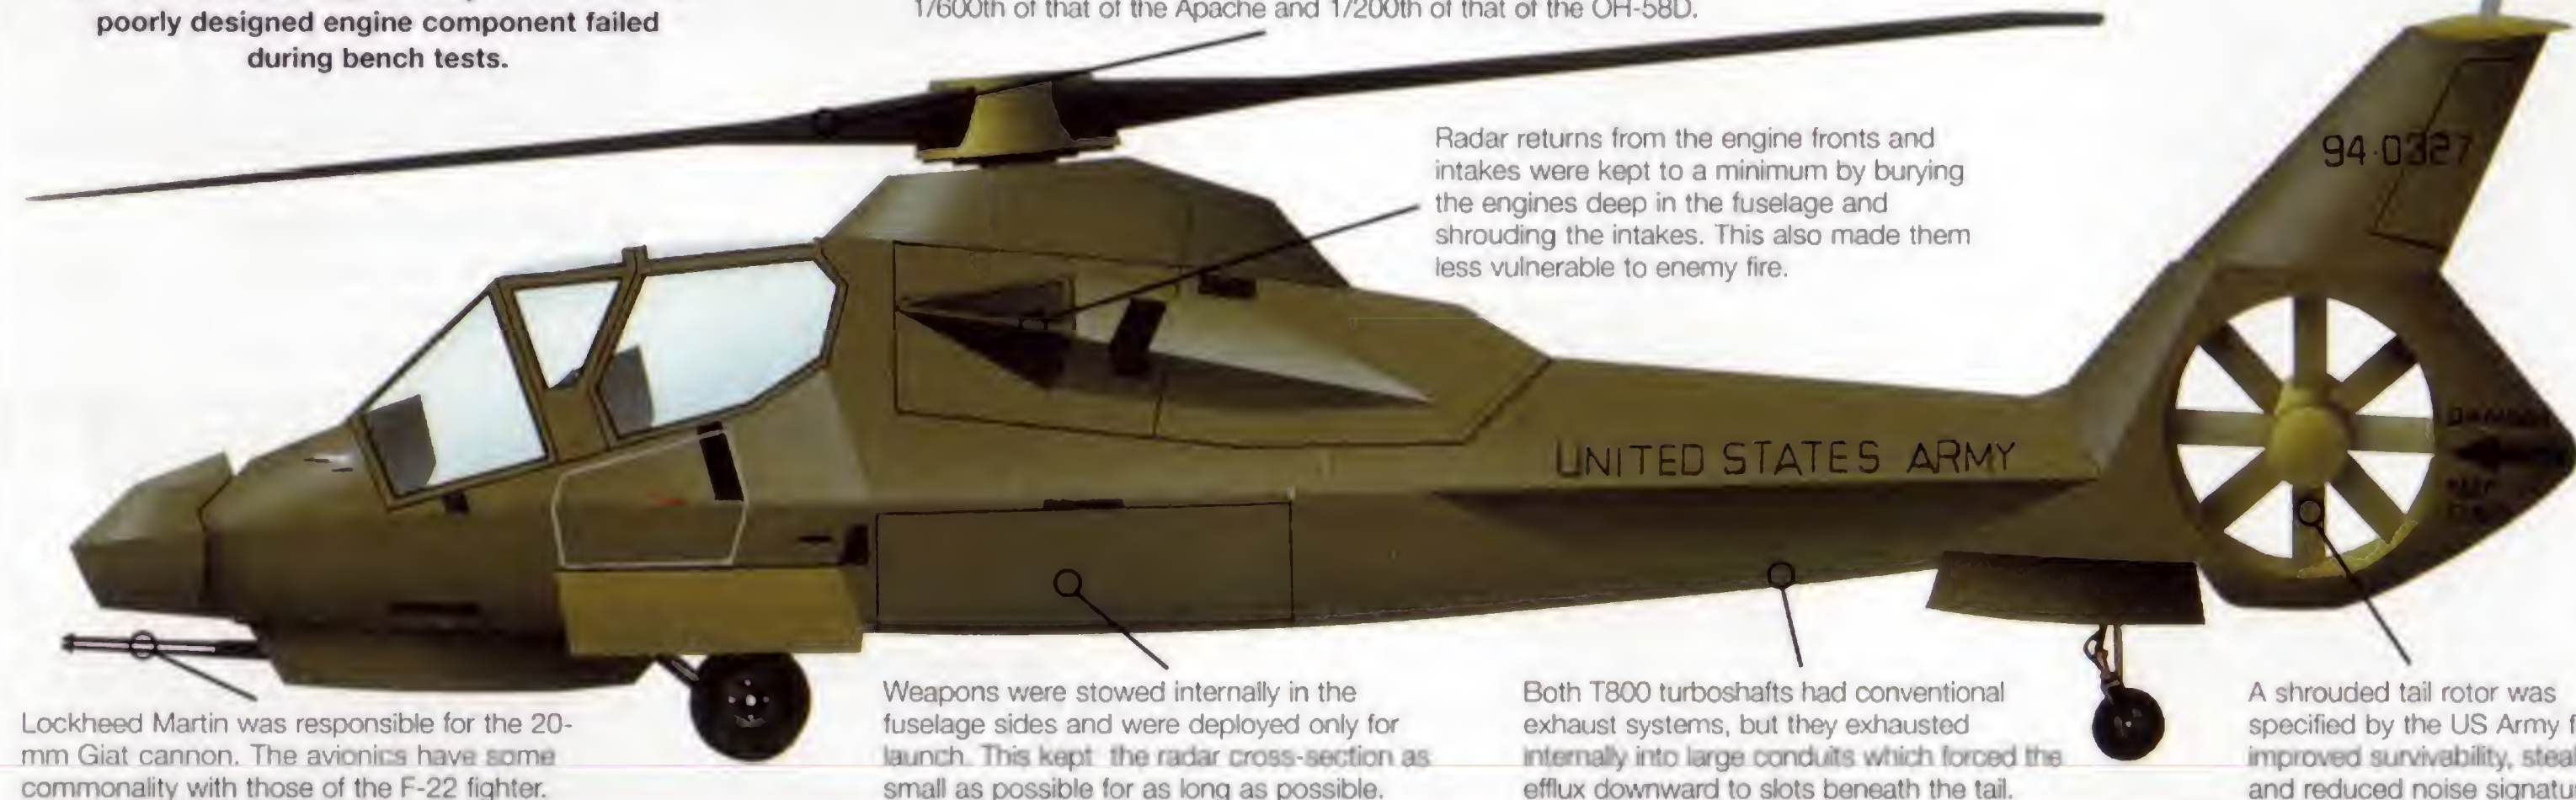 poorly designed engine component failed
during bench tests.
1/600th of that of the Apache and 1/200th of that of the OH-58D.
Radar returns from the engine fronts and
intakes were kept to a minimum by burying
the engines deep in the fuselage and
shrouding the intakes. This also made them
less vulnerable to enemy fire.
94-0327
UNITED STATES ARMY
Lockheed Martin was responsible for the 20-
mm Giat cannon. The avionics have some
commonality with those of the F-22 fighter.
Weapons were stowed internally in the
fuselage sides and were deployed only for
launch. This kept the radar cross-section as
small as possible for as long as possible.
Both T800 turboshafts had conventional
exhaust systems, but they exhausted
internally into large conduits which forced the
efflux downward to slots beneath the tail.
A shrouded tail rotor was
specified by the US Army
improved survivability,
and reduced noise